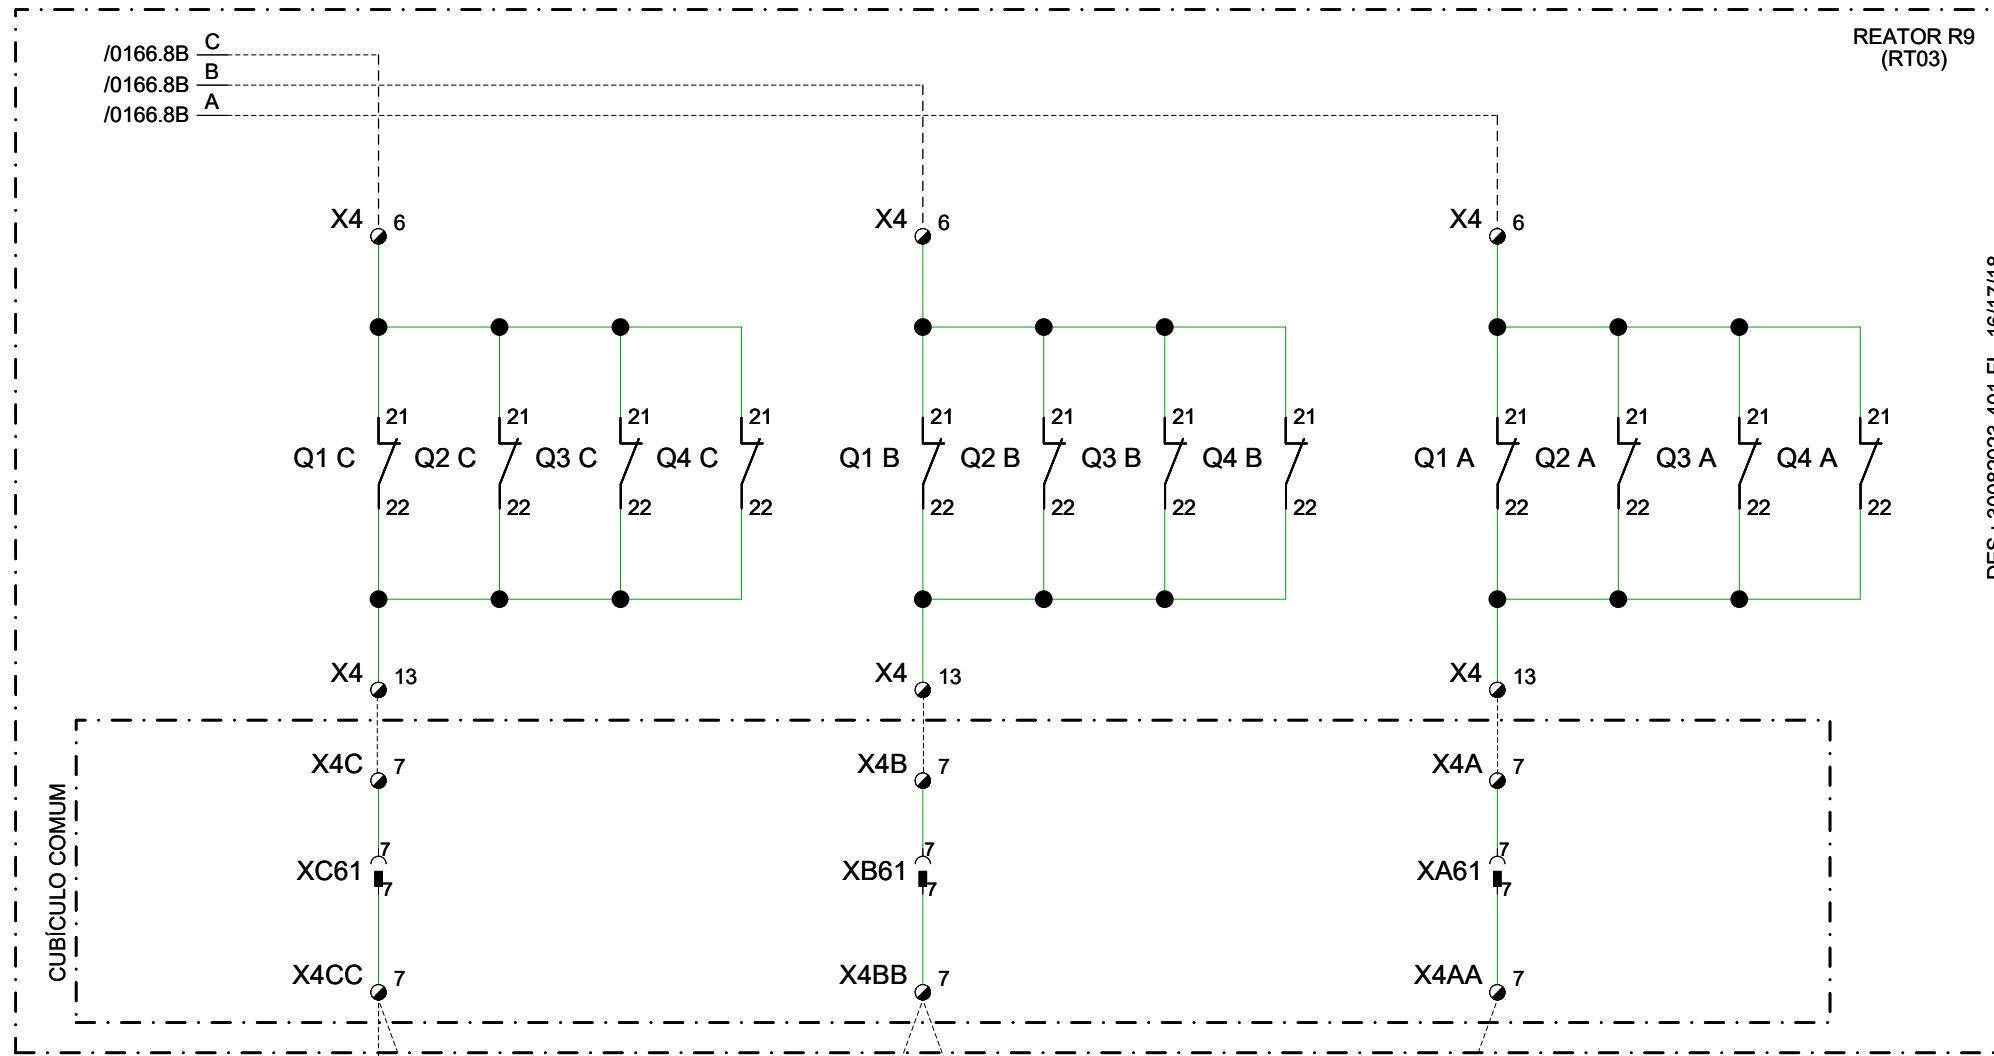 REATOR R9
(RT03)
/0166.8B C
/0166.8B B
/0166.8B A
X4 6 X4 6 X4 6
21 21 21 21 21 21 21 21 21 21 21 21
Q1 C Q2 C Q3 C Q4 C Q1 B Q2 B Q3 B Q4 B Q1 A Q2 A Q3 A Q4 A
22 22 22 22 22 22 22 22 22 22 22 22
X4 13 X4 13 X4 13
CUBÍCULO COMUM
X4C 7 X4B 7 X4A 7
7 7 7
XC61 XB61 XA61
7 7 7
X4CC 7 X4BB 7 X4AA 7